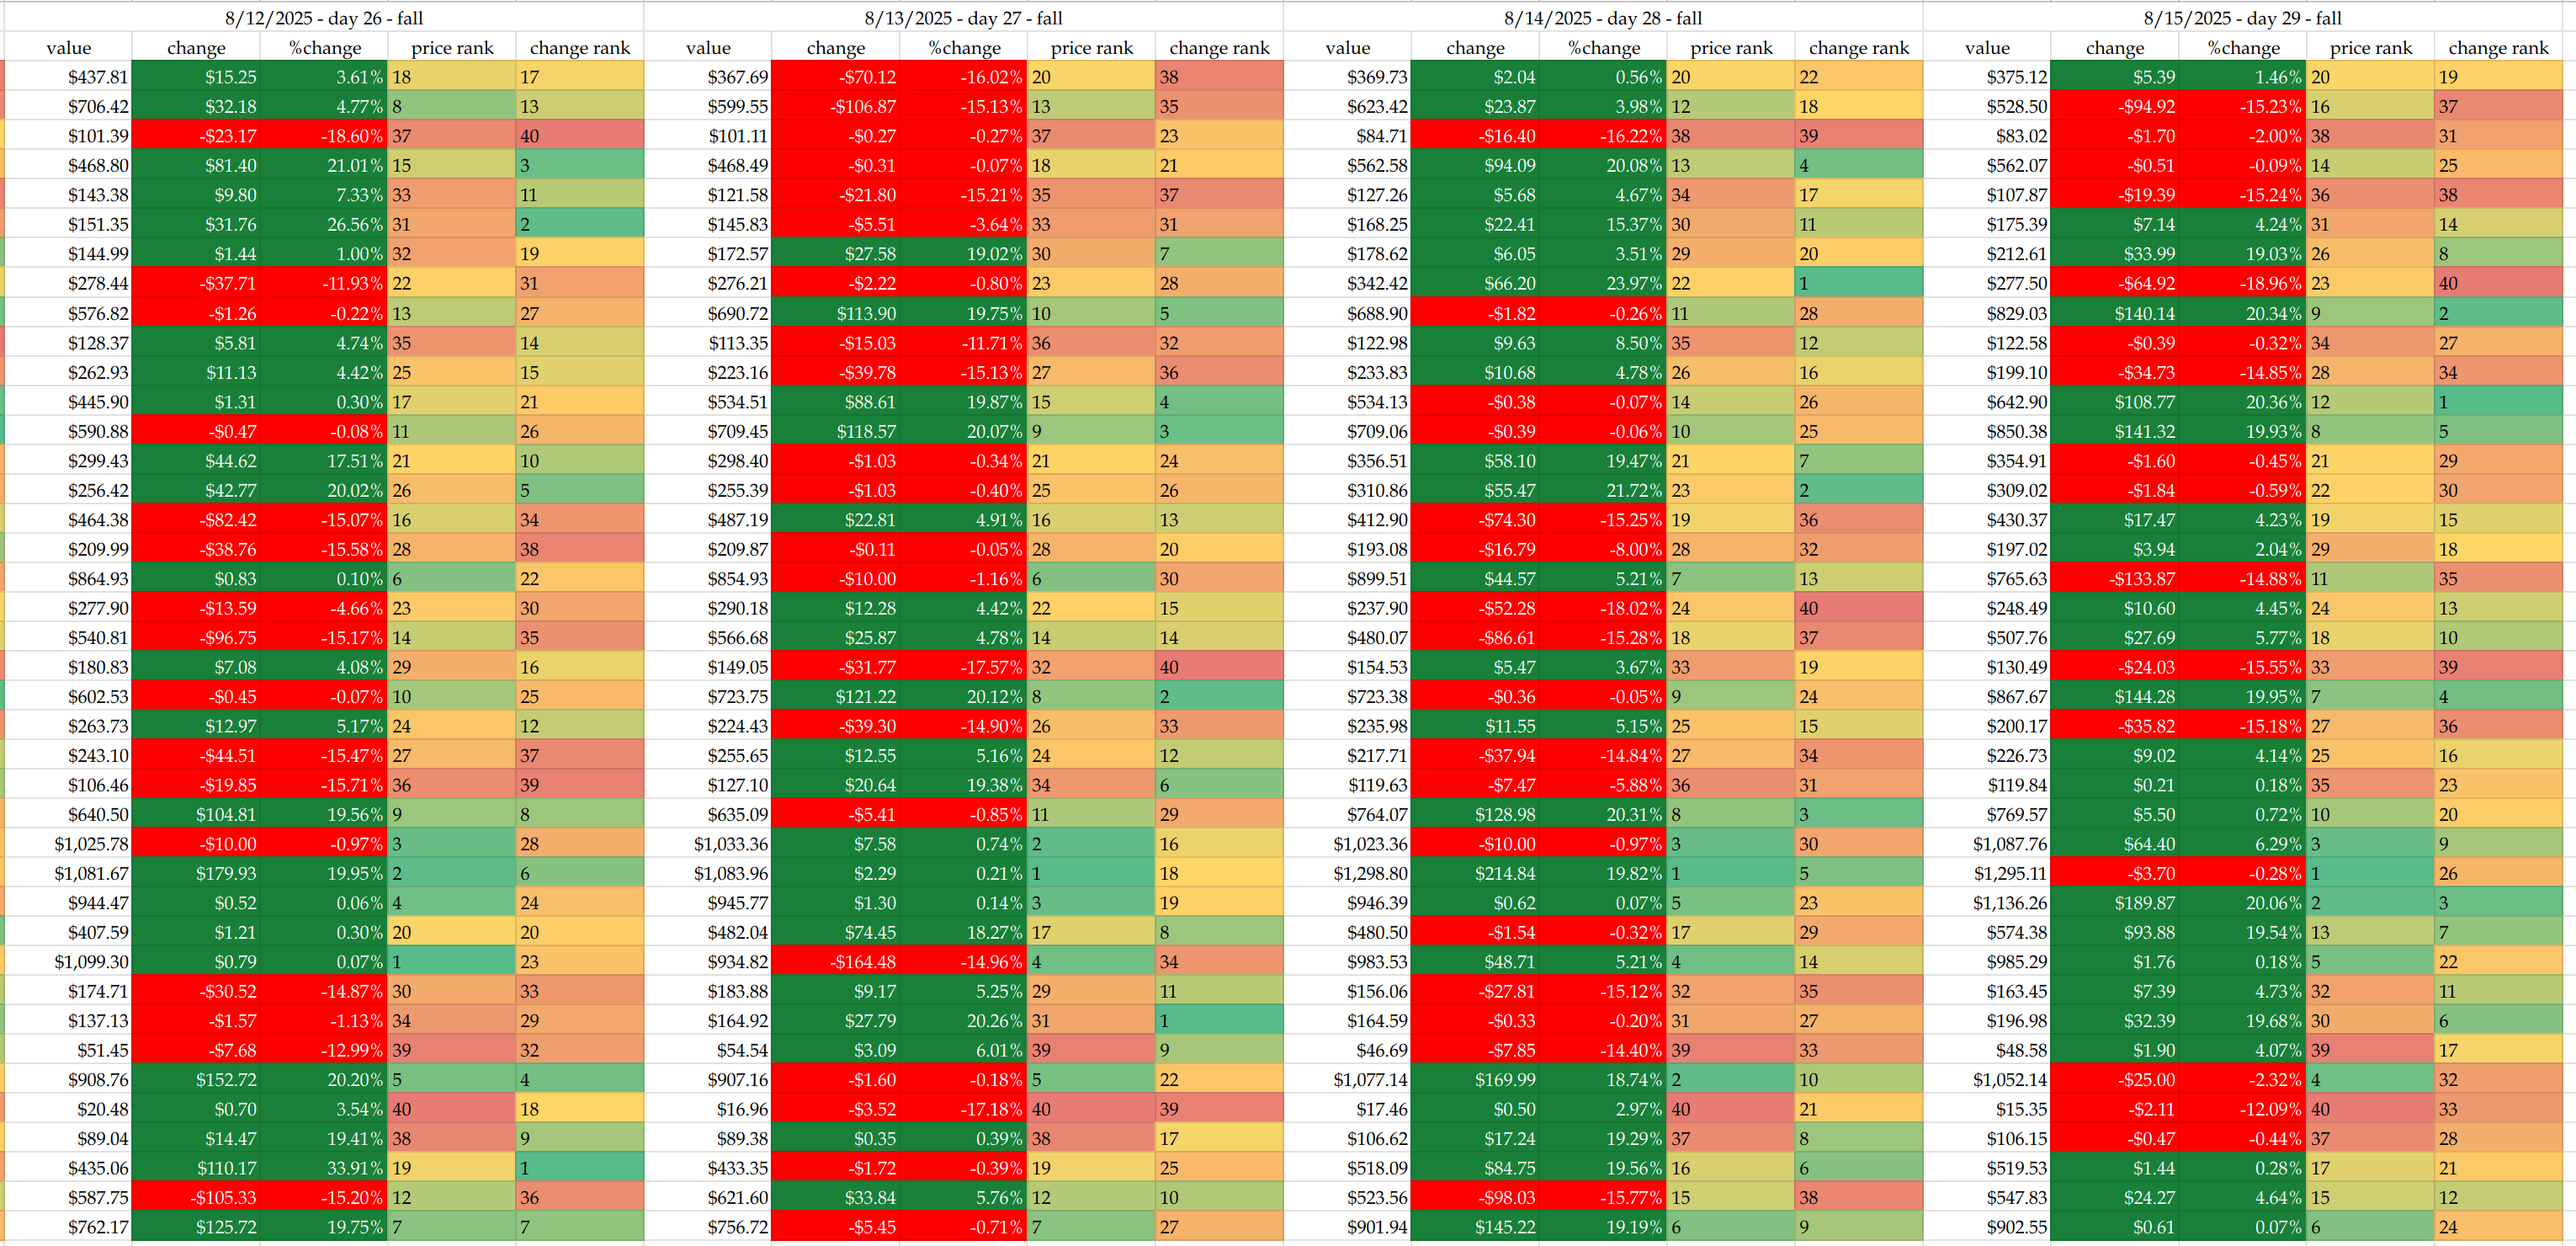 8/12/2025 - day 26 - fall 8/13/2025 - day 27 - fall 8/14/2025 - day 28 - fall 8/15/2025 - day 29 - fall
value change %change price rank change rank value change %change price rank change rank value change %change price rank change rank value change %change price rank change rank
$437.81 $15.25 3.61% 18 17 $367.69 -$70.12 -16.02% 20 38 $369.73 $2.04 0.56% 20 22 $375.12 $5.39 1.46% 20 19
$706.42 $32.18 4.77% 8 13 $599.55 -$106.87 -15.13% 13 35 $623.42 $23.87 3.98% 12 18 $528.50 -$94.92 -15.23% 16 37
$101.39 -$23.17 -18.60% 37 40 $101.11 -$0.27 -0.27% 37 23 $84.71 -$16.40 -16.22% 38 39 $83.02 -$1.70 -2.00% 38 31
$468.80 $81.40 21.01% 15 3 $468.49 -$0.31 -0.07% 18 21 $562.58 $94.09 20.08% 13 4 $562.07 -$0.51 -0.09% 14 25
$143.38 $9.80 7.33% 33 11 $121.58 -$21.80 -15.21% 35 37 $127.26 $5.68 4.67% 34 17 $107.87 -$19.39 -15.24% 36 38
$151.35 $31.76 26.56% 31 2 $145.83 -$5.51 -3.64% 33 31 $168.25 $22.41 15.37% 30 11 $175.39 $7.14 4.24% 31 14
$144.99 $1.44 1.00% 32 19 $172.57 $27.58 19.02% 30 7 $178.62 $6.05 3.51% 29 20 $212.61 $33.99 19.03% 26 8
$278.44 -$37.71 -11.93% 22 31 $276.21 -$2.22 -0.80% 23 28 $342.42 $66.20 23.97% 22 1 $277.50 -$64.92 -18.96% 23 40
$576.82 -$1.26 -0.22% 13 27 $690.72 $113.90 19.75% 10 5 $688.90 -$1.82 -0.26% 11 28 $829.03 $140.14 20.34% 9 2
$128.37 $5.81 4.74% 35 14 $113.35 -$15.03 -11.71% 36 32 $122.98 $9.63 8.50% 35 12 $122.58 -$0.39 -0.32% 34 27
$262.93 $11.13 4.42% 25 15 $223.16 -$39.78 -15.13% 27 36 $233.83 $10.68 4.78% 26 16 $199.10 -$34.73 -14.85% 28 34
$445.90 $1.31 0.30% 17 21 $534.51 $88.61 19.87% 15 4 $534.13 -$0.38 -0.07% 14 26 $642.90 $108.77 20.36% 12 1
$590.88 -$0.47 -0.08% 11 26 $709.45 $118.57 20.07% 9 3 $709.06 -$0.39 -0.06% 10 25 $850.38 $141.32 19.93% 8 5
$299.43 $44.62 17.51% 21 10 $298.40 -$1.03 -0.34% 21 24 $356.51 $58.10 19.47% 21 7 $354.91 -$1.60 -0.45% 21 29
$256.42 $42.77 20.02% 26 5 $255.39 -$1.03 -0.40% 25 26 $310.86 $55.47 21.72% 23 2 $309.02 -$1.84 -0.59% 22 30
$464.38 -$82.42 -15.07% 16 34 $487.19 $22.81 4.91% 16 13 $412.90 -$74.30 -15.25% 19 36 $430.37 $17.47 4.23% 19 15
$209.99 -$38.76 -15.58% 28 38 $209.87 -$0.11 -0.05% 28 20 $193.08 -$16.79 -8.00% 28 32 $197.02 $3.94 2.04% 29 18
$864.93 $0.83 0.10% 6 22 $854.93 -$10.00 -1.16% 6 30 $899.51 $44.57 5.21% 7 13 $765.63 -$133.87 -14.88% 11 35
$277.90 -$13.59 -4.66% 23 30 $290.18 $12.28 4.42% 22 15 $237.90 -$52.28 -18.02% 24 40 $248.49 $10.60 4.45% 24 13
$540.81 -$96.75 -15.17% 14 35 $566.68 $25.87 4.78% 14 14 $480.07 -$86.61 -15.28% 18 37 $507.76 $27.69 5.77% 18 10
$180.83 $7.08 4.08% 29 16 $149.05 -$31.77 -17.57% 32 40 $154.53 $5.47 3.67% 33 19 $130.49 -$24.03 -15.55% 33 39
$602.53 -$0.45 -0.07% 10 25 $723.75 $121.22 20.12% 8 2 $723.38 -$0.36 -0.05% 9 24 $867.67 $144.28 19.95% 7 4
$263.73 $12.97 5.17% 24 12 $224.43 -$39.30 -14.90% 26 33 $235.98 $11.55 5.15% 25 15 $200.17 -$35.82 -15.18% 27 36
$243.10 -$44.51 -15.47% 27 37 $255.65 $12.55 5.16% 24 12 $217.71 -$37.94 -14.84% 27 34 $226.73 $9.02 4.14% 25 16
$106.46 -$19.85 -15.71% 36 39 $127.10 $20.64 19.38% 34 6 $119.63 -$7.47 -5.88% 36 31 $119.84 $0.21 0.18% 35 23
$640.50 $104.81 19.56% 9 8 $635.09 -$5.41 -0.85% 11 29 $764.07 $128.98 20.31% 8 3 $769.57 $5.50 0.72% 10 20
$1,025.78 -$10.00 -0.97% 3 28 $1,033.36 $7.58 0.74% 2 16 $1,023.36 -$10.00 -0.97% 3 30 $1,087.76 $64.40 6.29% 3 9
$1,081.67 $179.93 19.95% 2 6 $1,083.96 $2.29 0.21% 1 18 $1,298.80 $214.84 19.82% 1 5 $1,295.11 -$3.70 -0.28% 1 26
$944.47 $0.52 0.06% 4 24 $945.77 $1.30 0.14% 3 19 $946.39 $0.62 0.07% 5 23 $1,136.26 $189.87 20.06% 2 3
$407.59 $1.21 0.30% 20 20 $482.04 $74.45 18.27% 17 8 $480.50 -$1.54 -0.32% 17 29 $574.38 $93.88 19.54% 13 7
$1,099.30 $0.79 0.07% 1 23 $934.82 -$164.48 -14.96% 4 34 $983.53 $48.71 5.21% 4 14 $985.29 $1.76 0.18% 5 22
$174.71 -$30.52 -14.87% 30 33 $183.88 $9.17 5.25% 29 11 $156.06 -$27.81 -15.12% 32 35 $163.45 $7.39 4.73% 32 11
$137.13 -$1.57 -1.13% 34 29 $164.92 $27.79 20.26% 31 1 $164.59 -$0.33 -0.20% 31 27 $196.98 $32.39 19.68% 30 6
$51.45 -$7.68 -12.99% 39 32 $54.54 $3.09 6.01% 39 9 $46.69 -$7.85 -14.40% 39 33 $48.58 $1.90 4.07% 39 17
$908.76 $152.72 20.20% 5 4 $907.16 -$1.60 -0.18% 5 22 $1,077.14 $169.99 18.74% 2 10 $1,052.14 -$25.00 -2.32% 4 32
$20.48 $0.70 3.54% 40 18 $16.96 -$3.52 -17.18% 40 39 $17.46 $0.50 2.97% 40 21 $15.35 -$2.11 -12.09% 40 33
$89.04 $14.47 19.41% 38 9 $89.38 $0.35 0.39% 38 17 $106.62 $17.24 19.29% 37 8 $106.15 -$0.47 -0.44% 37 28
$435.06 $110.17 33.91% 19 1 $433.35 -$1.72 -0.39% 19 25 $518.09 $84.75 19.56% 16 6 $519.53 $1.44 0.28% 17 21
$587.75 -$105.33 -15.20% 12 36 $621.60 $33.84 5.76% 12 10 $523.56 -$98.03 -15.77% 15 38 $547.83 $24.27 4.64% 15 12
$762.17 $125.72 19.75% 7 7 $756.72 -$5.45 -0.71% 7 27 $901.94 $145.22 19.19% 6 9 $902.55 $0.61 0.07% 6 24